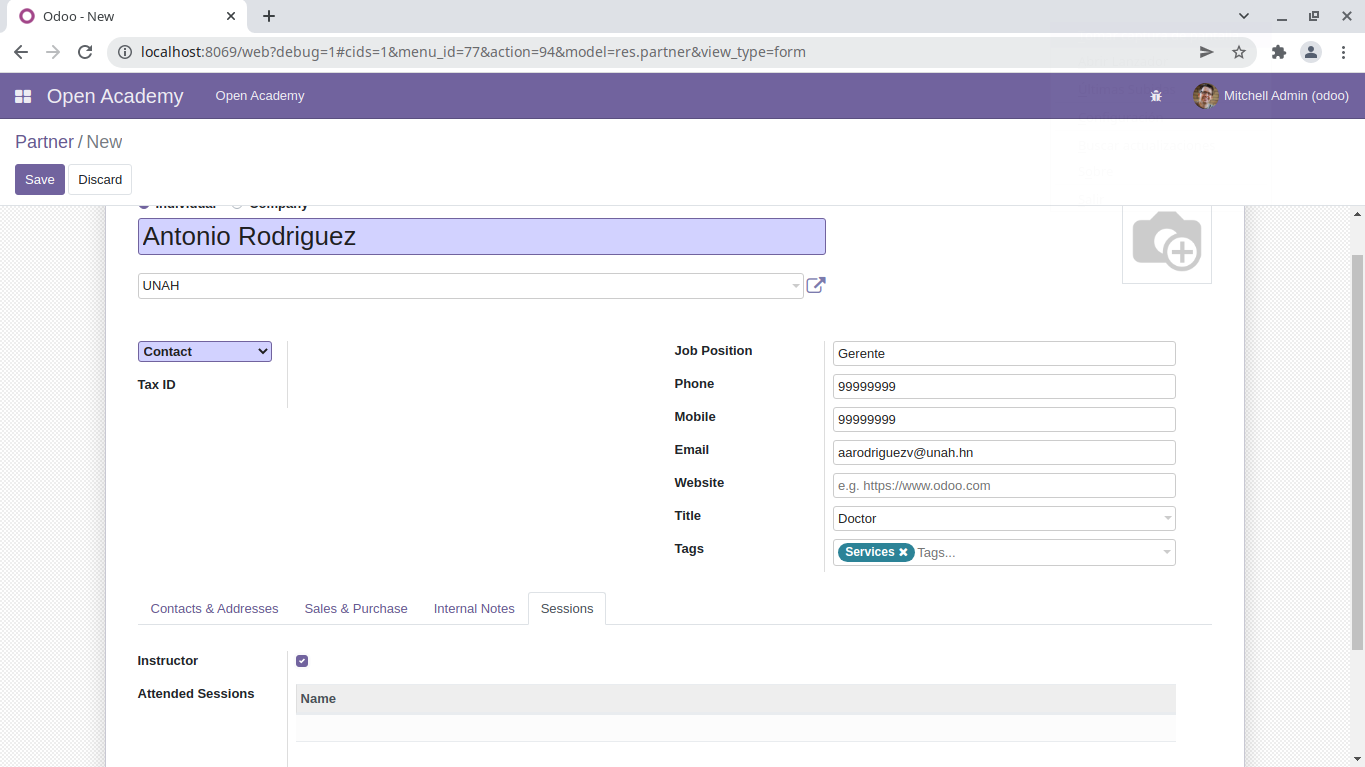 Odoo - New
localhost:8069/web?debug=1#cids=1&menu_id=77&action=94&model=res.partner&view_type=form
Open Academy Open Academy Mitchell Admin (odoo)
Partner / New
Save Discard
Individual Company
Antonio Rodriguez
UNAH
Contact
Tax ID
Job Position Gerente
Phone 99999999
Mobile 99999999
Email aarodriguezv@unah.hn
Website e.g. https://www.odoo.com
Title Doctor
Tags Services Tags...
Contacts & Addresses Sales & Purchase Internal Notes Sessions
Instructor
Attended Sessions Name